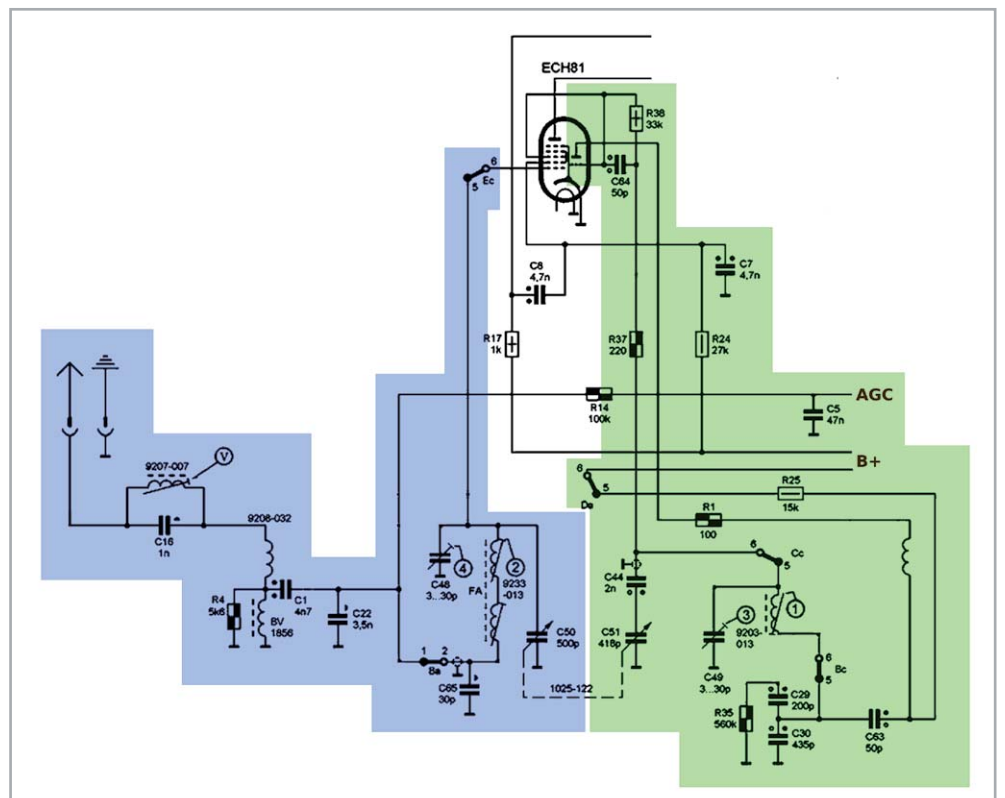 ECH81
R38
33k
6
Ec
5
C64
50p
C7
4,7n
C6
4,7n
R17
1k
R37
220
R24
27k
AGC
R14
100k
C5
47n
B+
V
9207-007
6
5
R25
15k
9208-032
C16
1n
R1
100
6
Cc
5
C48
3...30p
4
2
9233
-013
FA
C44
2n
R4
5k6
C1
4n7
BV
1856
C22
3,5n
C50
500p
C51
418p
3
1
9203-
013
C49
3...30p
1
2
Ba
C65
30p
6
Bc
5
1025-122
R35
560k
C29
200p
C30
435p
C63
50p